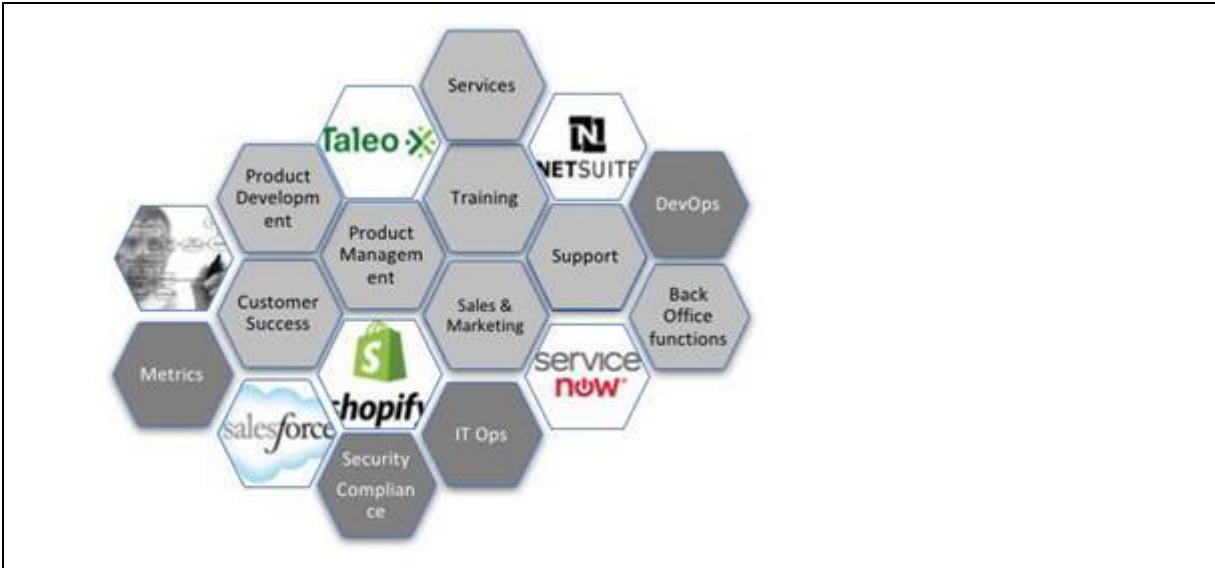 Services
Taleo
N
NETSUITE
Product
Developm
ent
Training
DevOps
Product
Managem
ent
Support
Customer
Success
Sales &
Marketing
Back
Office
functions
S
shopify
service
now
Metrics
salesforce
IT Ops
Security
Complian
ce